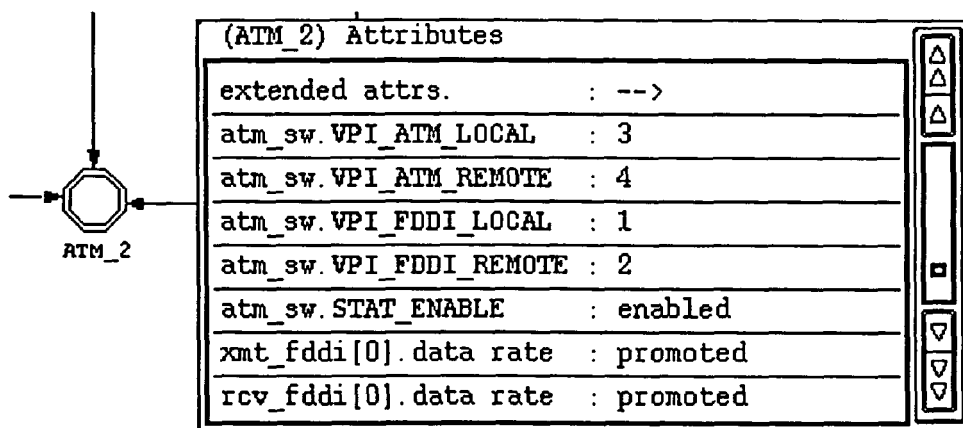 (ATM_2) Attributes
extended attrs. : -->
atm_sw.VPI_ATM_LOCAL : 3
atm_sw.VPI_ATM_REMOTE : 4
atm_sw.VPI_FDDI_LOCAL : 1
atm_sw.VPI_FDDI_REMOTE : 2
atm_sw.STAT_ENABLE : enabled
xmt_fddi[0].data rate : promoted
rcv_fddi[0].data rate : promoted
ATM_2